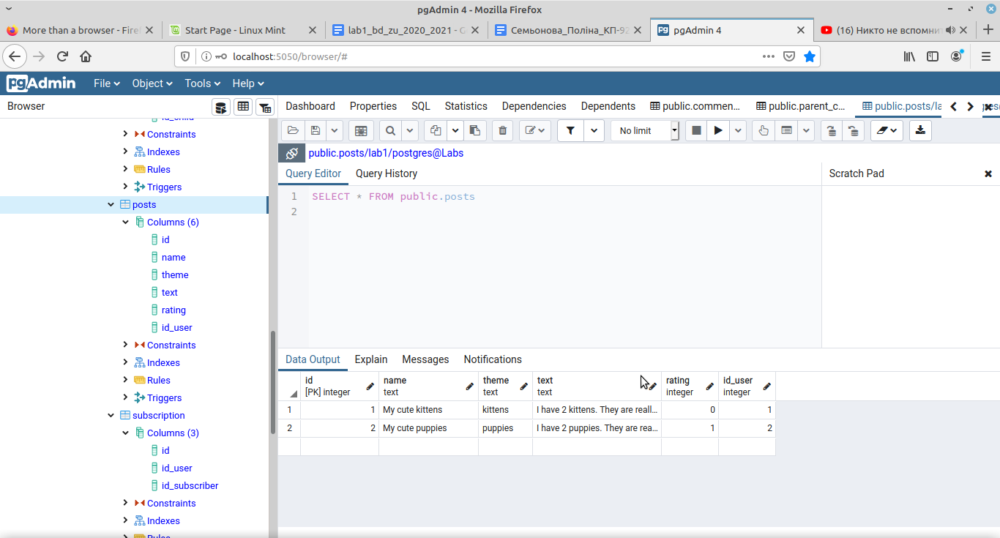 pgAdmin 4 - Mozilla Firefox
More than a browser - Fire
Start Page - Linux Mint
lab1_bd_zu_2020_2021 - G
Семьонова_Поліна_КП-92
pgAdmin 4
(16) Никто не вспомни
localhost:5050/browser/#
pgAdmin File Object Tools Help
Browser
Dashboard Properties SQL Statistics Dependencies Dependents public.commen... public.parent_c... public.posts/la
id_child
Constraints
Indexes
Rules
Triggers
posts
Columns (6)
id
name
theme
text
rating
id_user
Constraints
Indexes
Rules
Triggers
subscription
Columns (3)
id
id_user
id_subscriber
Constraints
Indexes
Rules
No limit
public.posts/lab1/postgres@Labs
Query Editor Query History
Scratch Pad
1 SELECT * FROM public.posts
2
Data Output Explain Messages Notifications
id name theme text rating id_user
[PK] integer text text text integer integer
1 1 My cute kittens kittens I have 2 kittens. They are reall... 0 1
2 2 My cute puppies puppies I have 2 puppies. They are rea... 1 2